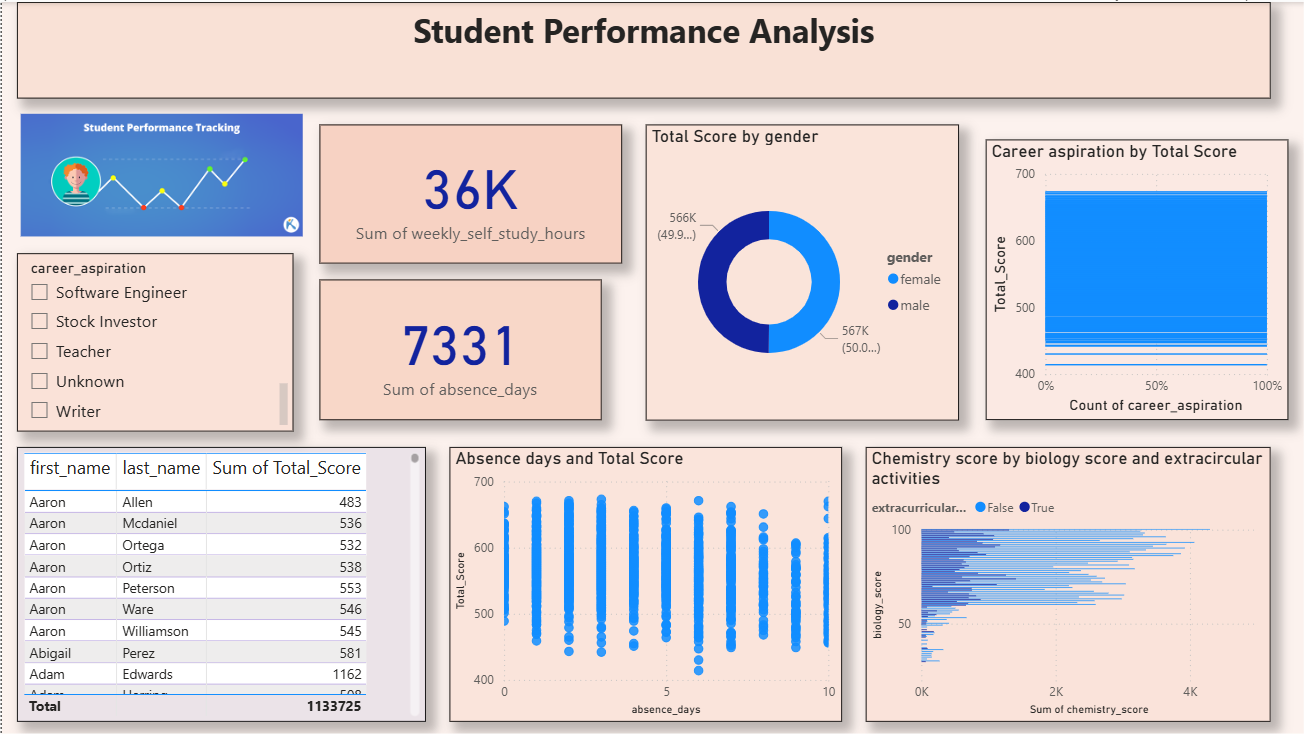 Student Performance Analysis
Student Performance Tracking
36K
Sum of weekly_self_study_hours
career_aspiration
Software Engineer
Stock Investor
Teacher
Unknown
Writer
7331
Sum of absence_days
Total Score by gender
566K
(49.9...)
567K
(50.0...)
gender
female
male
Career aspiration by Total Score
Total_Score
700
600
500
400
0% 50% 100%
Count of career_aspiration
first_name last_name Sum of Total_Score
Aaron Allen 483
Aaron Mcdaniel 536
Aaron Ortega 532
Aaron Ortiz 538
Aaron Peterson 553
Aaron Ware 546
Aaron Williamson 545
Abigail Perez 581
Adam Edwards 1162
Total 1133725
Absence days and Total Score
Total_Score
700
600
500
400
0 5 10
absence_days
Chemistry score by biology score and extracircular
activities
extracurricular... False True
biology_score
100
50
0K 2K 4K
Sum of chemistry_score